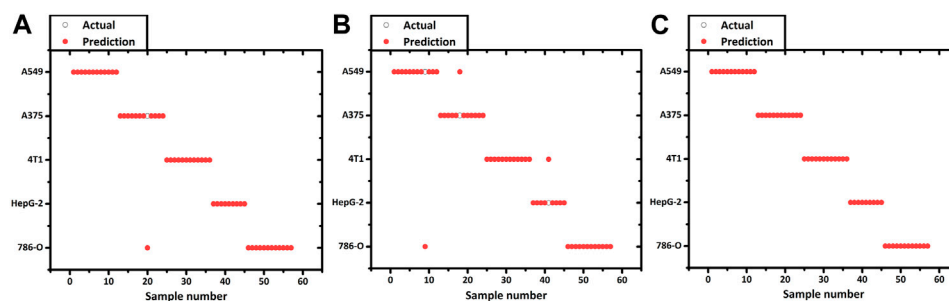 A
Actual
Prediction
A549
A375
4T1
HepG-2
786-O
0 10 20 30 40 50 60
Sample number
B
Actual
Prediction
A549
A375
4T1
HepG-2
786-O
0 10 20 30 40 50 60
Sample number
C
Actual
Prediction
A549
A375
4T1
HepG-2
786-O
0 10 20 30 40 50 60
Sample number